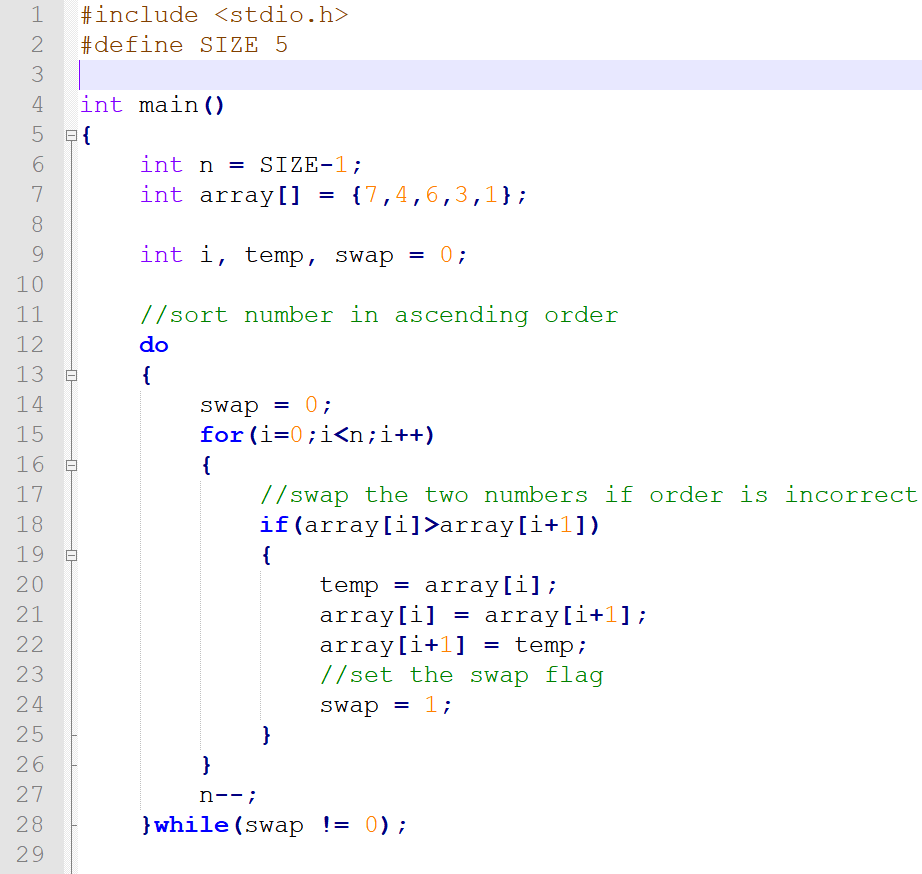 1 #include <stdio.h>
2 #define SIZE 5
3
4 int main()
5 {
6     int n = SIZE-1;
7     int array[] = {7,4,6,3,1};
8
9     int i, temp, swap = 0;
10
11     //sort number in ascending order
12     do
13     {
14         swap = 0;
15         for(i=0;i<n;i++)
16         {
17             //swap the two numbers if order is incorrect
18             if(array[i]>array[i+1])
19             {
20                 temp = array[i];
21                 array[i] = array[i+1];
22                 array[i+1] = temp;
23                 //set the swap flag
24                 swap = 1;
25             }
26         }
27         n--;
28     }while(swap != 0);
29